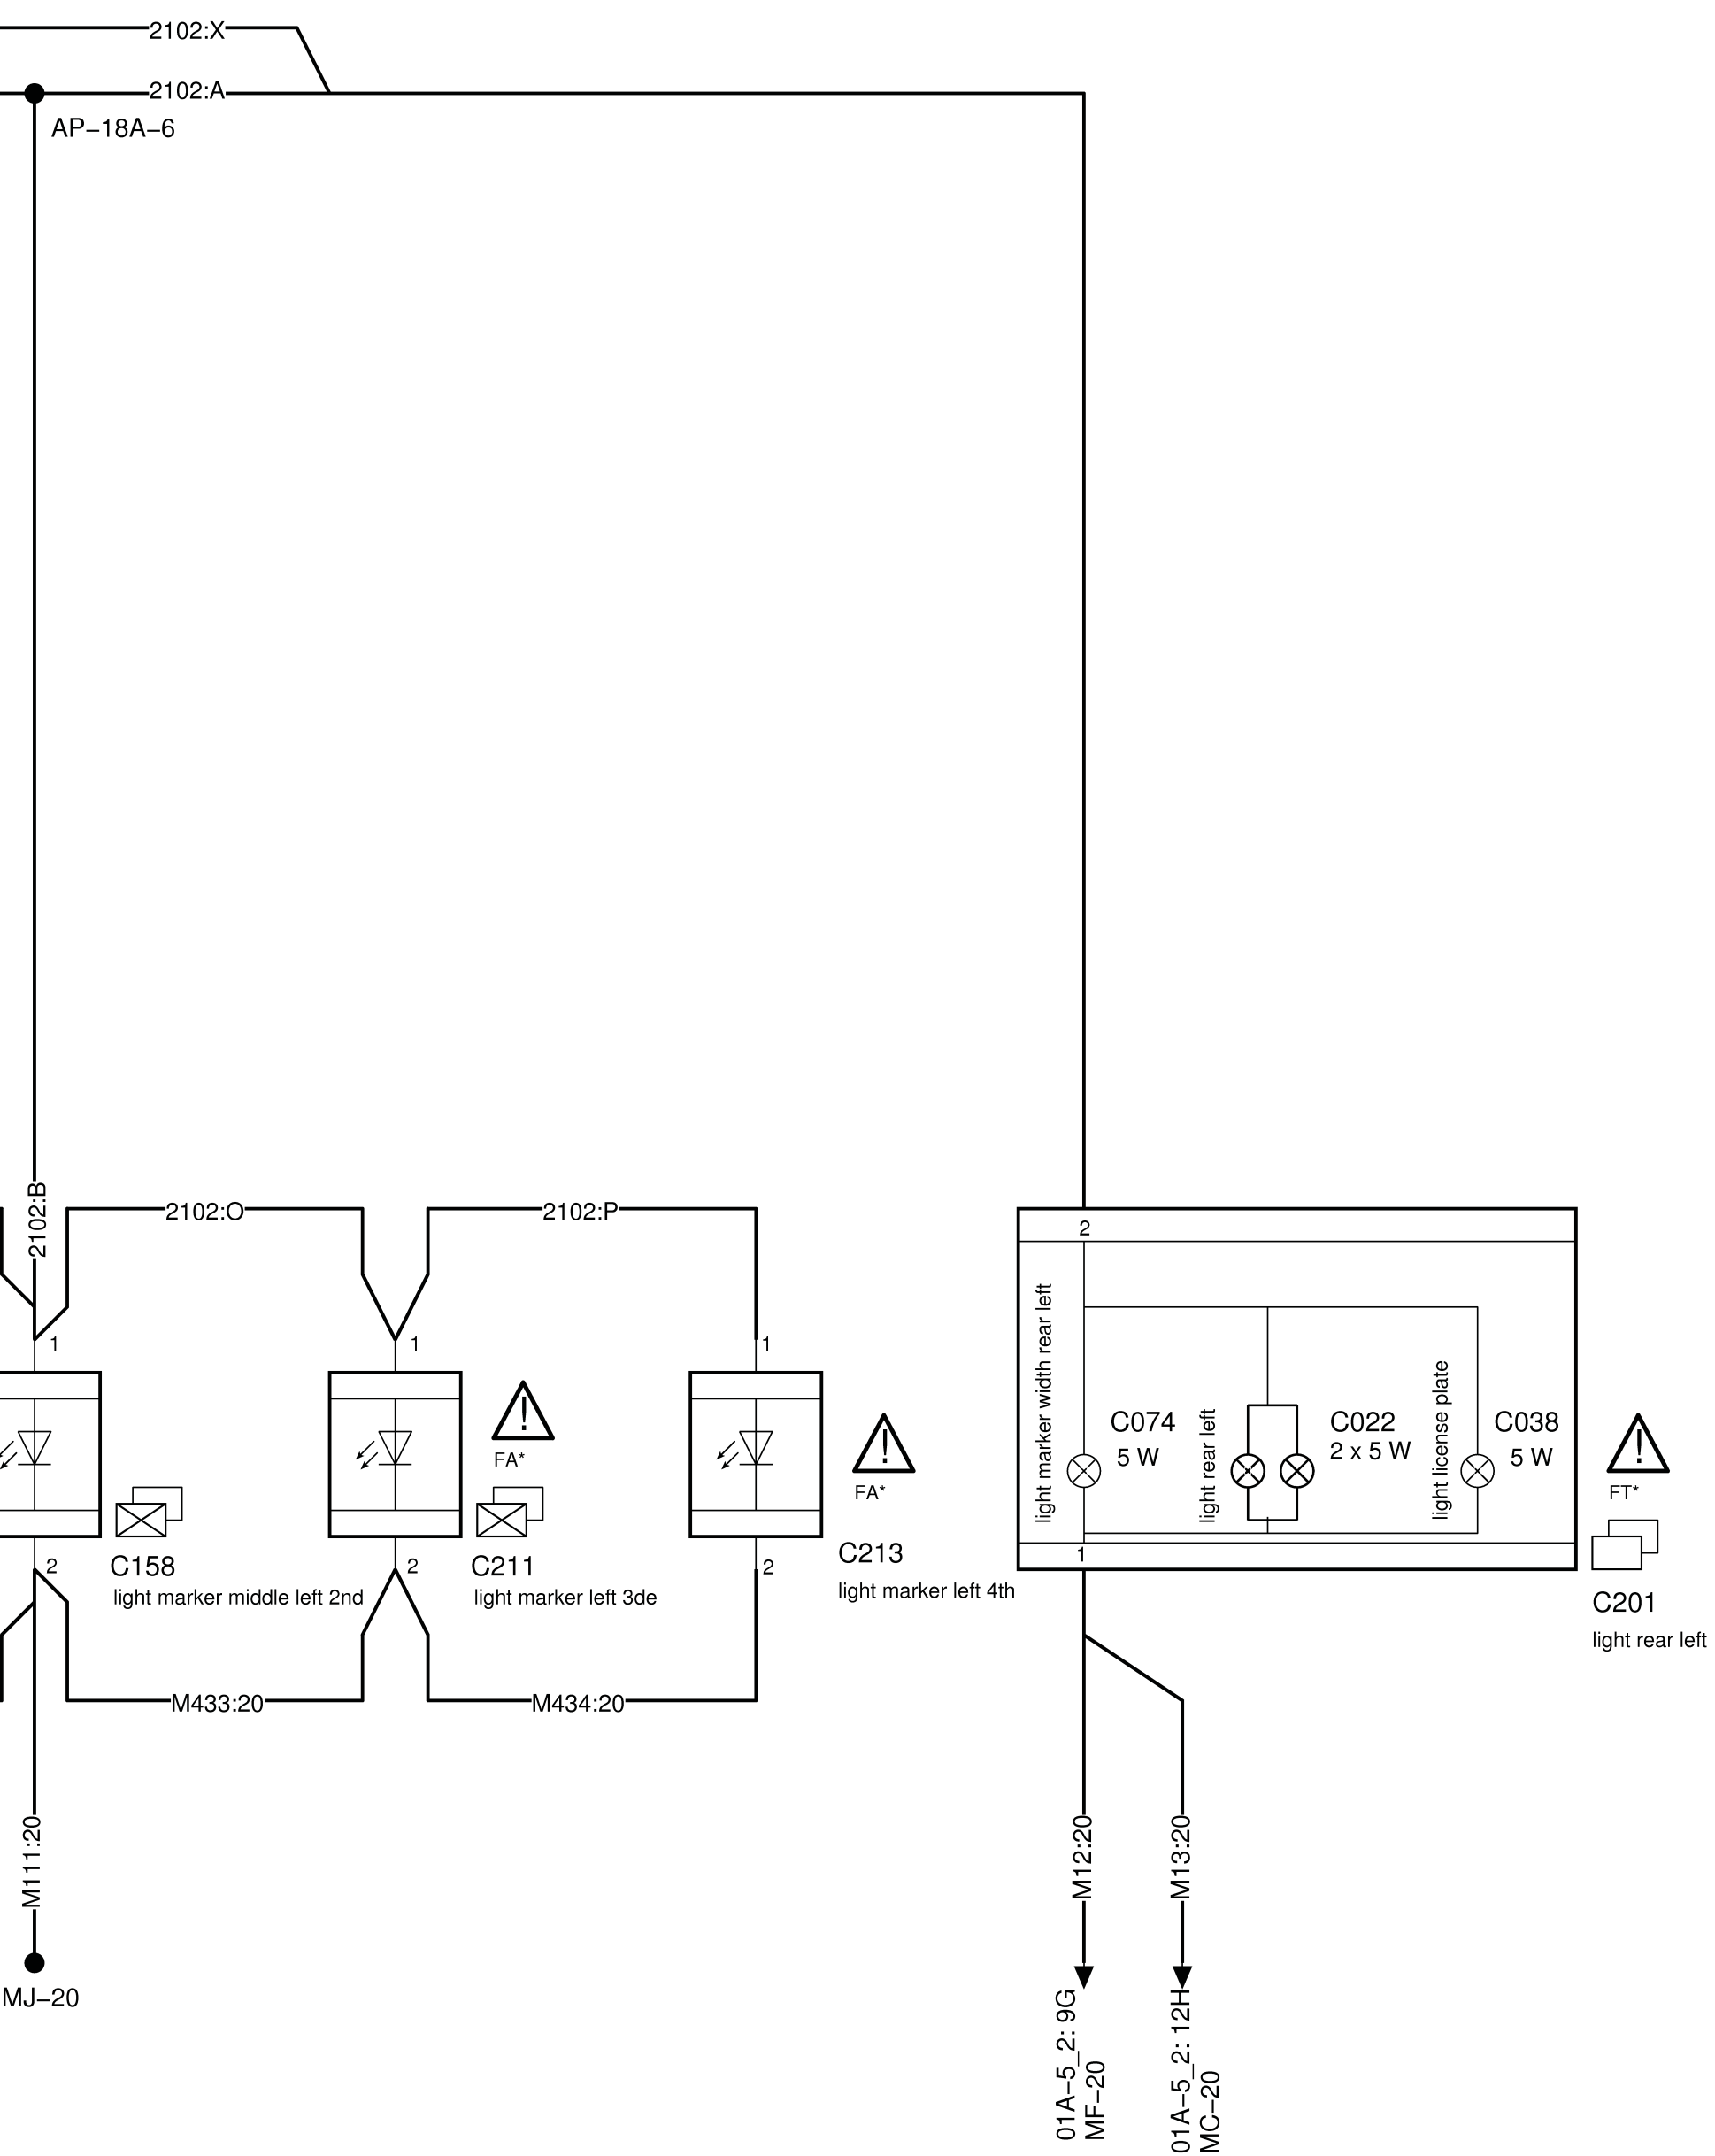 2102:X
2102:A
AP-18A-6
2102:B
2102:O
2102:P
2
1
1
1
light marker width rear left
light rear left
light license plate
C074
5 W
C022
2 x 5 W
C038
5 W
!
FA*
!
FA*
!
FT*
2
C158
light marker middle left 2nd
2
C211
light marker left 3de
2
C213
light marker left 4th
1
C201
light rear left
M433:20
M434:20
M111:20
M12:20
M13:20
MJ-20
01A-5_2: 9G
MF-20
01A-5_2: 12H
MC-20